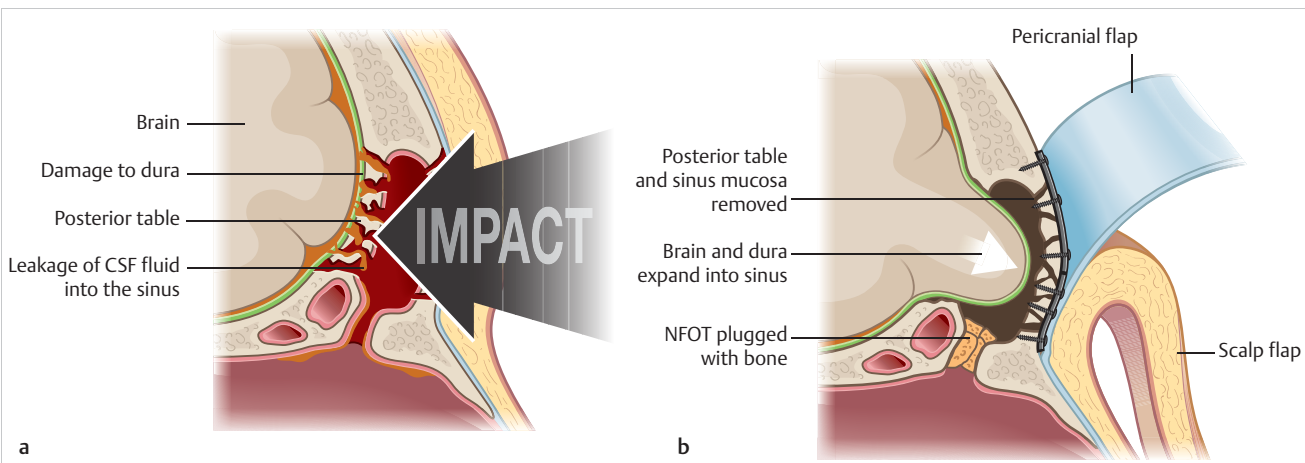 Brain
Damage to dura
Posterior table
Leakage of CSF fluid
into the sinus
IMPACT
a
Pericranial flap
Posterior table
and sinus mucosa
removed
Brain and dura
expand into sinus
NFOT plugged
with bone
Scalp flap
b